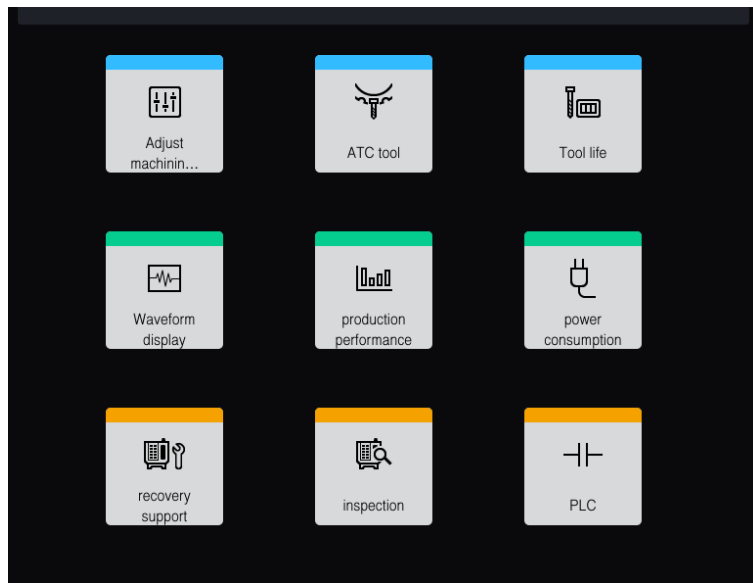 Adjust
machinin...
ATC tool
Tool life
Waveform
display
production
performance
power
consumption
recovery
support
inspection
PLC